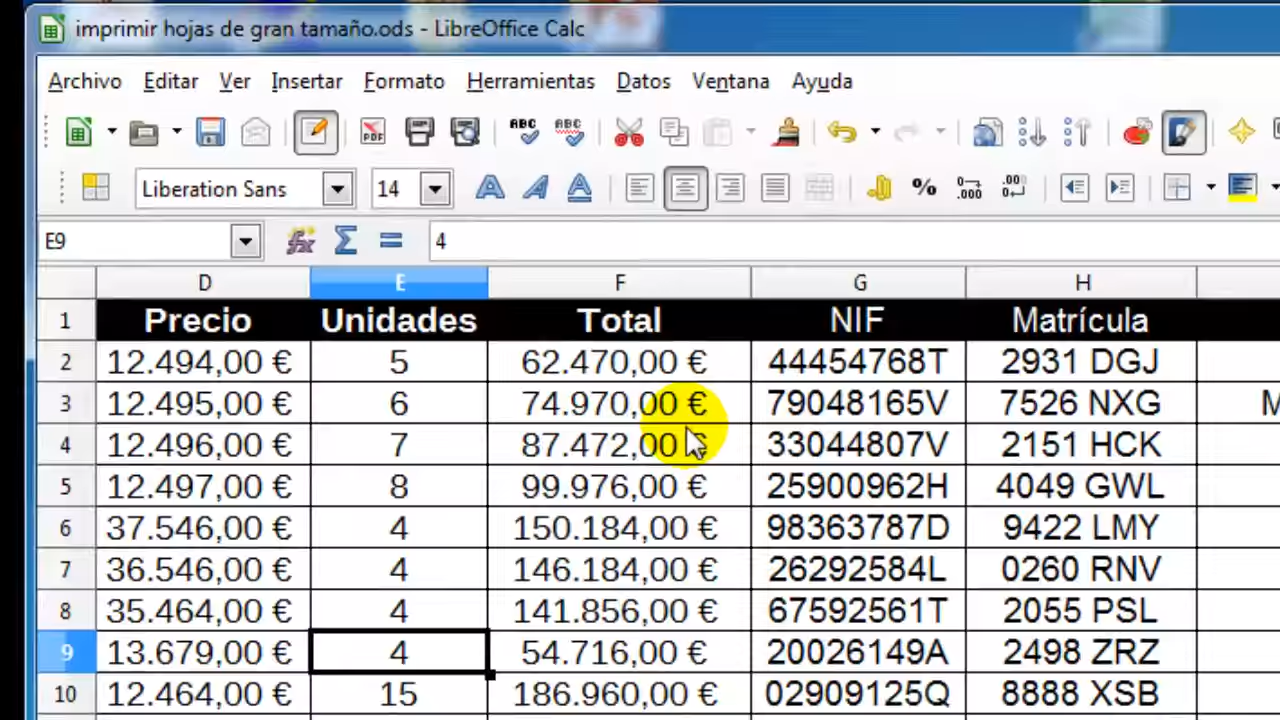 imprimir hojas de gran tamaño.ods - LibreOffice Calc
Archivo Editar Ver Insertar Formato Herramientas Datos Ventana Ayuda
PDF ABC ABC
Liberation Sans 14 % .000 .00
E9 4
D E F G H
1 Precio Unidades Total NIF Matrícula
2 12.494,00 € 5 62.470,00 € 44454768T 2931 DGJ
3 12.495,00 € 6 74.970,00 € 79048165V 7526 NXG M
4 12.496,00 € 7 87.472,00 € 33044807V 2151 HCK
5 12.497,00 € 8 99.976,00 € 25900962H 4049 GWL
6 37.546,00 € 4 150.184,00 € 98363787D 9422 LMY
7 36.546,00 € 4 146.184,00 € 26292584L 0260 RNV
8 35.464,00 € 4 141.856,00 € 67592561T 2055 PSL
9 13.679,00 € 4 54.716,00 € 20026149A 2498 ZRZ
10 12.464,00 € 15 186.960,00 € 02909125Q 8888 XSB